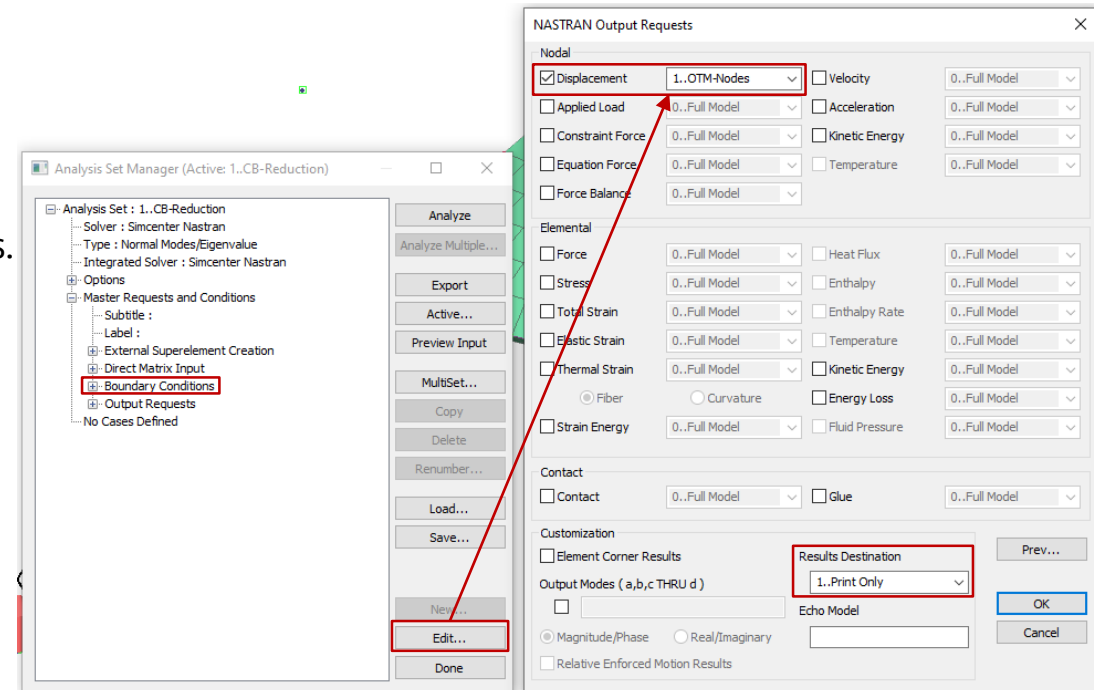 s.
Analysis Set Manager (Active: 1..CB-Reduction)
Analysis Set : 1..CB-Reduction
Solver : Simcenter Nastran
Type : Normal Modes/Eigenvalue
Integrated Solver : Simcenter Nastran
Options
Master Requests and Conditions
Subtitle :
Label :
External Superelement Creation
Direct Matrix Input
Boundary Conditions
Output Requests
No Cases Defined
Analyze
Analyze Multiple...
Export
Active...
Preview Input
MultiSet...
Copy
Delete
Renumber...
Load...
Save...
New...
Edit...
Done
NASTRAN Output Requests
Nodal
Displacement 1..OTM-Nodes Velocity 0..Full Model
Applied Load 0..Full Model Acceleration 0..Full Model
Constraint Force 0..Full Model Kinetic Energy 0..Full Model
Equation Force 0..Full Model Temperature 0..Full Model
Force Balance 0..Full Model
Elemental
Force 0..Full Model Heat Flux 0..Full Model
Stress 0..Full Model Enthalpy 0..Full Model
Total Strain 0..Full Model Enthalpy Rate 0..Full Model
Elastic Strain 0..Full Model Temperature 0..Full Model
Thermal Strain 0..Full Model Kinetic Energy 0..Full Model
Fiber Curvature Energy Loss 0..Full Model
Strain Energy 0..Full Model Fluid Pressure 0..Full Model
Contact
Contact 0..Full Model Glue 0..Full Model
Customization
Element Corner Results Results Destination
Output Modes ( a,b,c THRU d ) 1..Print Only
Echo Model
Magnitude/Phase Real/Imaginary
Relative Enforced Motion Results
Prev...
OK
Cancel